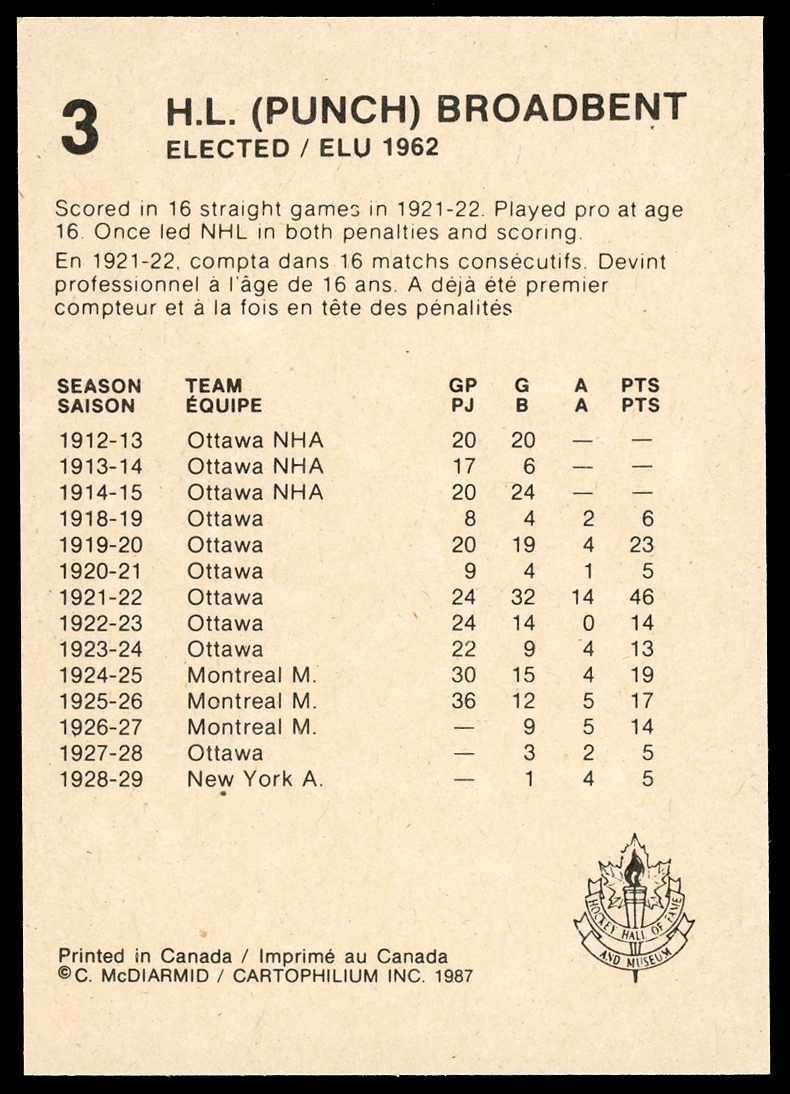 3
H.L. (PUNCH) BROADBENT
ELECTED / ELU 1962
Scored in 16 straight games in 1921-22. Played pro at age
16. Once led NHL in both penalties and scoring.
En 1921-22, compta dans 16 matchs consécutifs. Devint
professionnel à l'âge de 16 ans. A déjà été premier
compteur et à la fois en tête des pénalités
SEASON TEAM GP G A PTS
SAISON ÉQUIPE PJ B A PTS
1912-13 Ottawa NHA 20 20 — —
1913-14 Ottawa NHA 17 6 — —
1914-15 Ottawa NHA 20 24 — —
1918-19 Ottawa 8 4 2 6
1919-20 Ottawa 20 19 4 23
1920-21 Ottawa 9 4 1 5
1921-22 Ottawa 24 32 14 46
1922-23 Ottawa 24 14 0 14
1923-24 Ottawa 22 9 4 13
1924-25 Montreal M. 30 15 4 19
1925-26 Montreal M. 36 12 5 17
1926-27 Montreal M. — 9 5 14
1927-28 Ottawa — 3 2 5
1928-29 New York A. — 1 4 5
HOCKEY HALL OF FAME
AND MUSEUM
Printed in Canada / Imprimé au Canada
©C. McDIARMID / CARTOPHILIUM INC. 1987